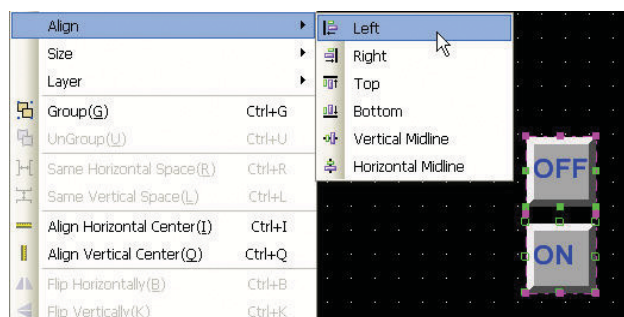 Align
Size
Layer
Group(G) Ctrl+G
UnGroup(U) Ctrl+U
Same Horizontal Space(R) Ctrl+R
Same Vertical Space(L) Ctrl+L
Align Horizontal Center(I) Ctrl+I
Align Vertical Center(Q) Ctrl+Q
Flip Horizontally(B) Ctrl+B
Flip Vertically(K) Ctrl+K
Left
Right
Top
Bottom
Vertical Midline
Horizontal Midline
OFF
ON